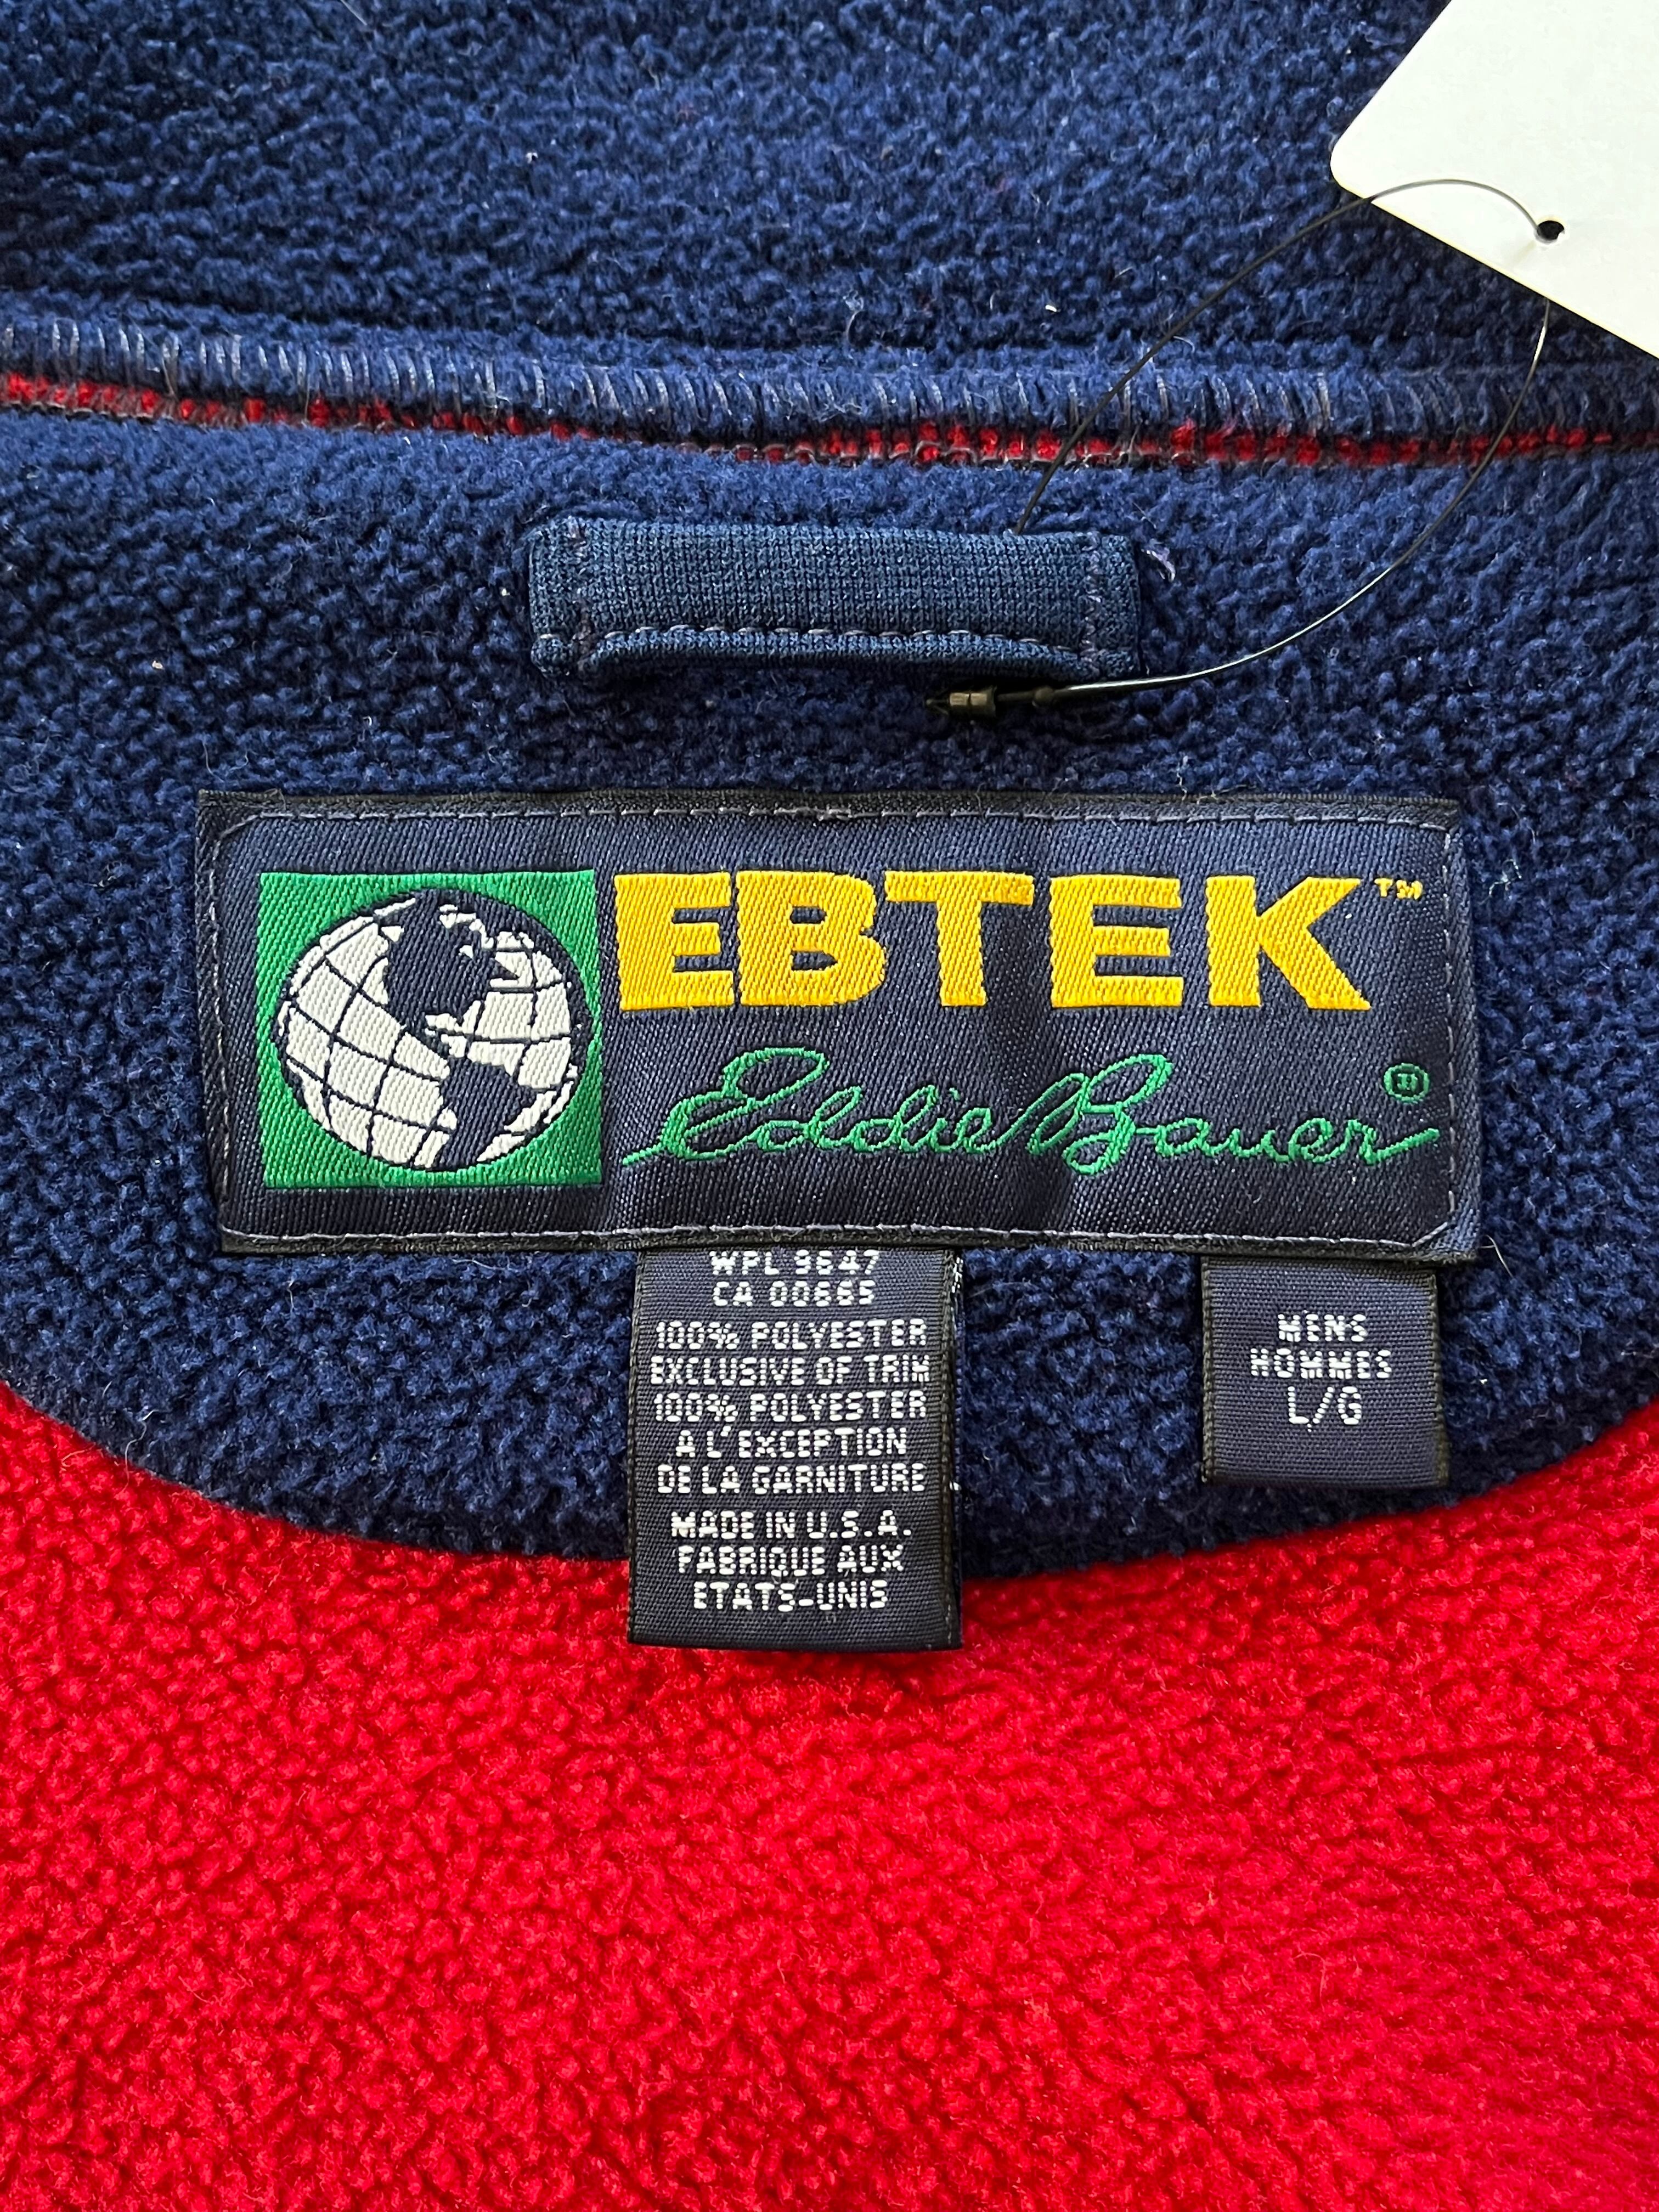 EBTEK™
Eddie Bauer®
WPL 9647
CA 00665
100% POLYESTER
EXCLUSIVE OF TRIM
100% POLYESTER
A L'EXCEPTION
DE LA GARNITURE
MADE IN U.S.A.
FABRIQUE AUX
ETATS-UNIS
MENS
HOMMES
L/G